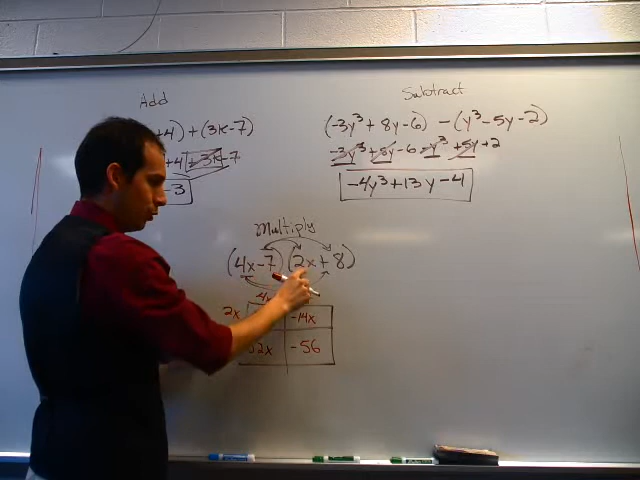 Add
+4) + (3k-7)
+4 +3k-7
-3
Subtract
(-3y³ + 8y - 6) - (y³ - 5y - 2)
-3y³ + 8y - 6 - y³ + 5y + 2
-4y³ + 13y - 4
Multiply
(4x - 7) (2x + 8)
2x -14x
32x -56